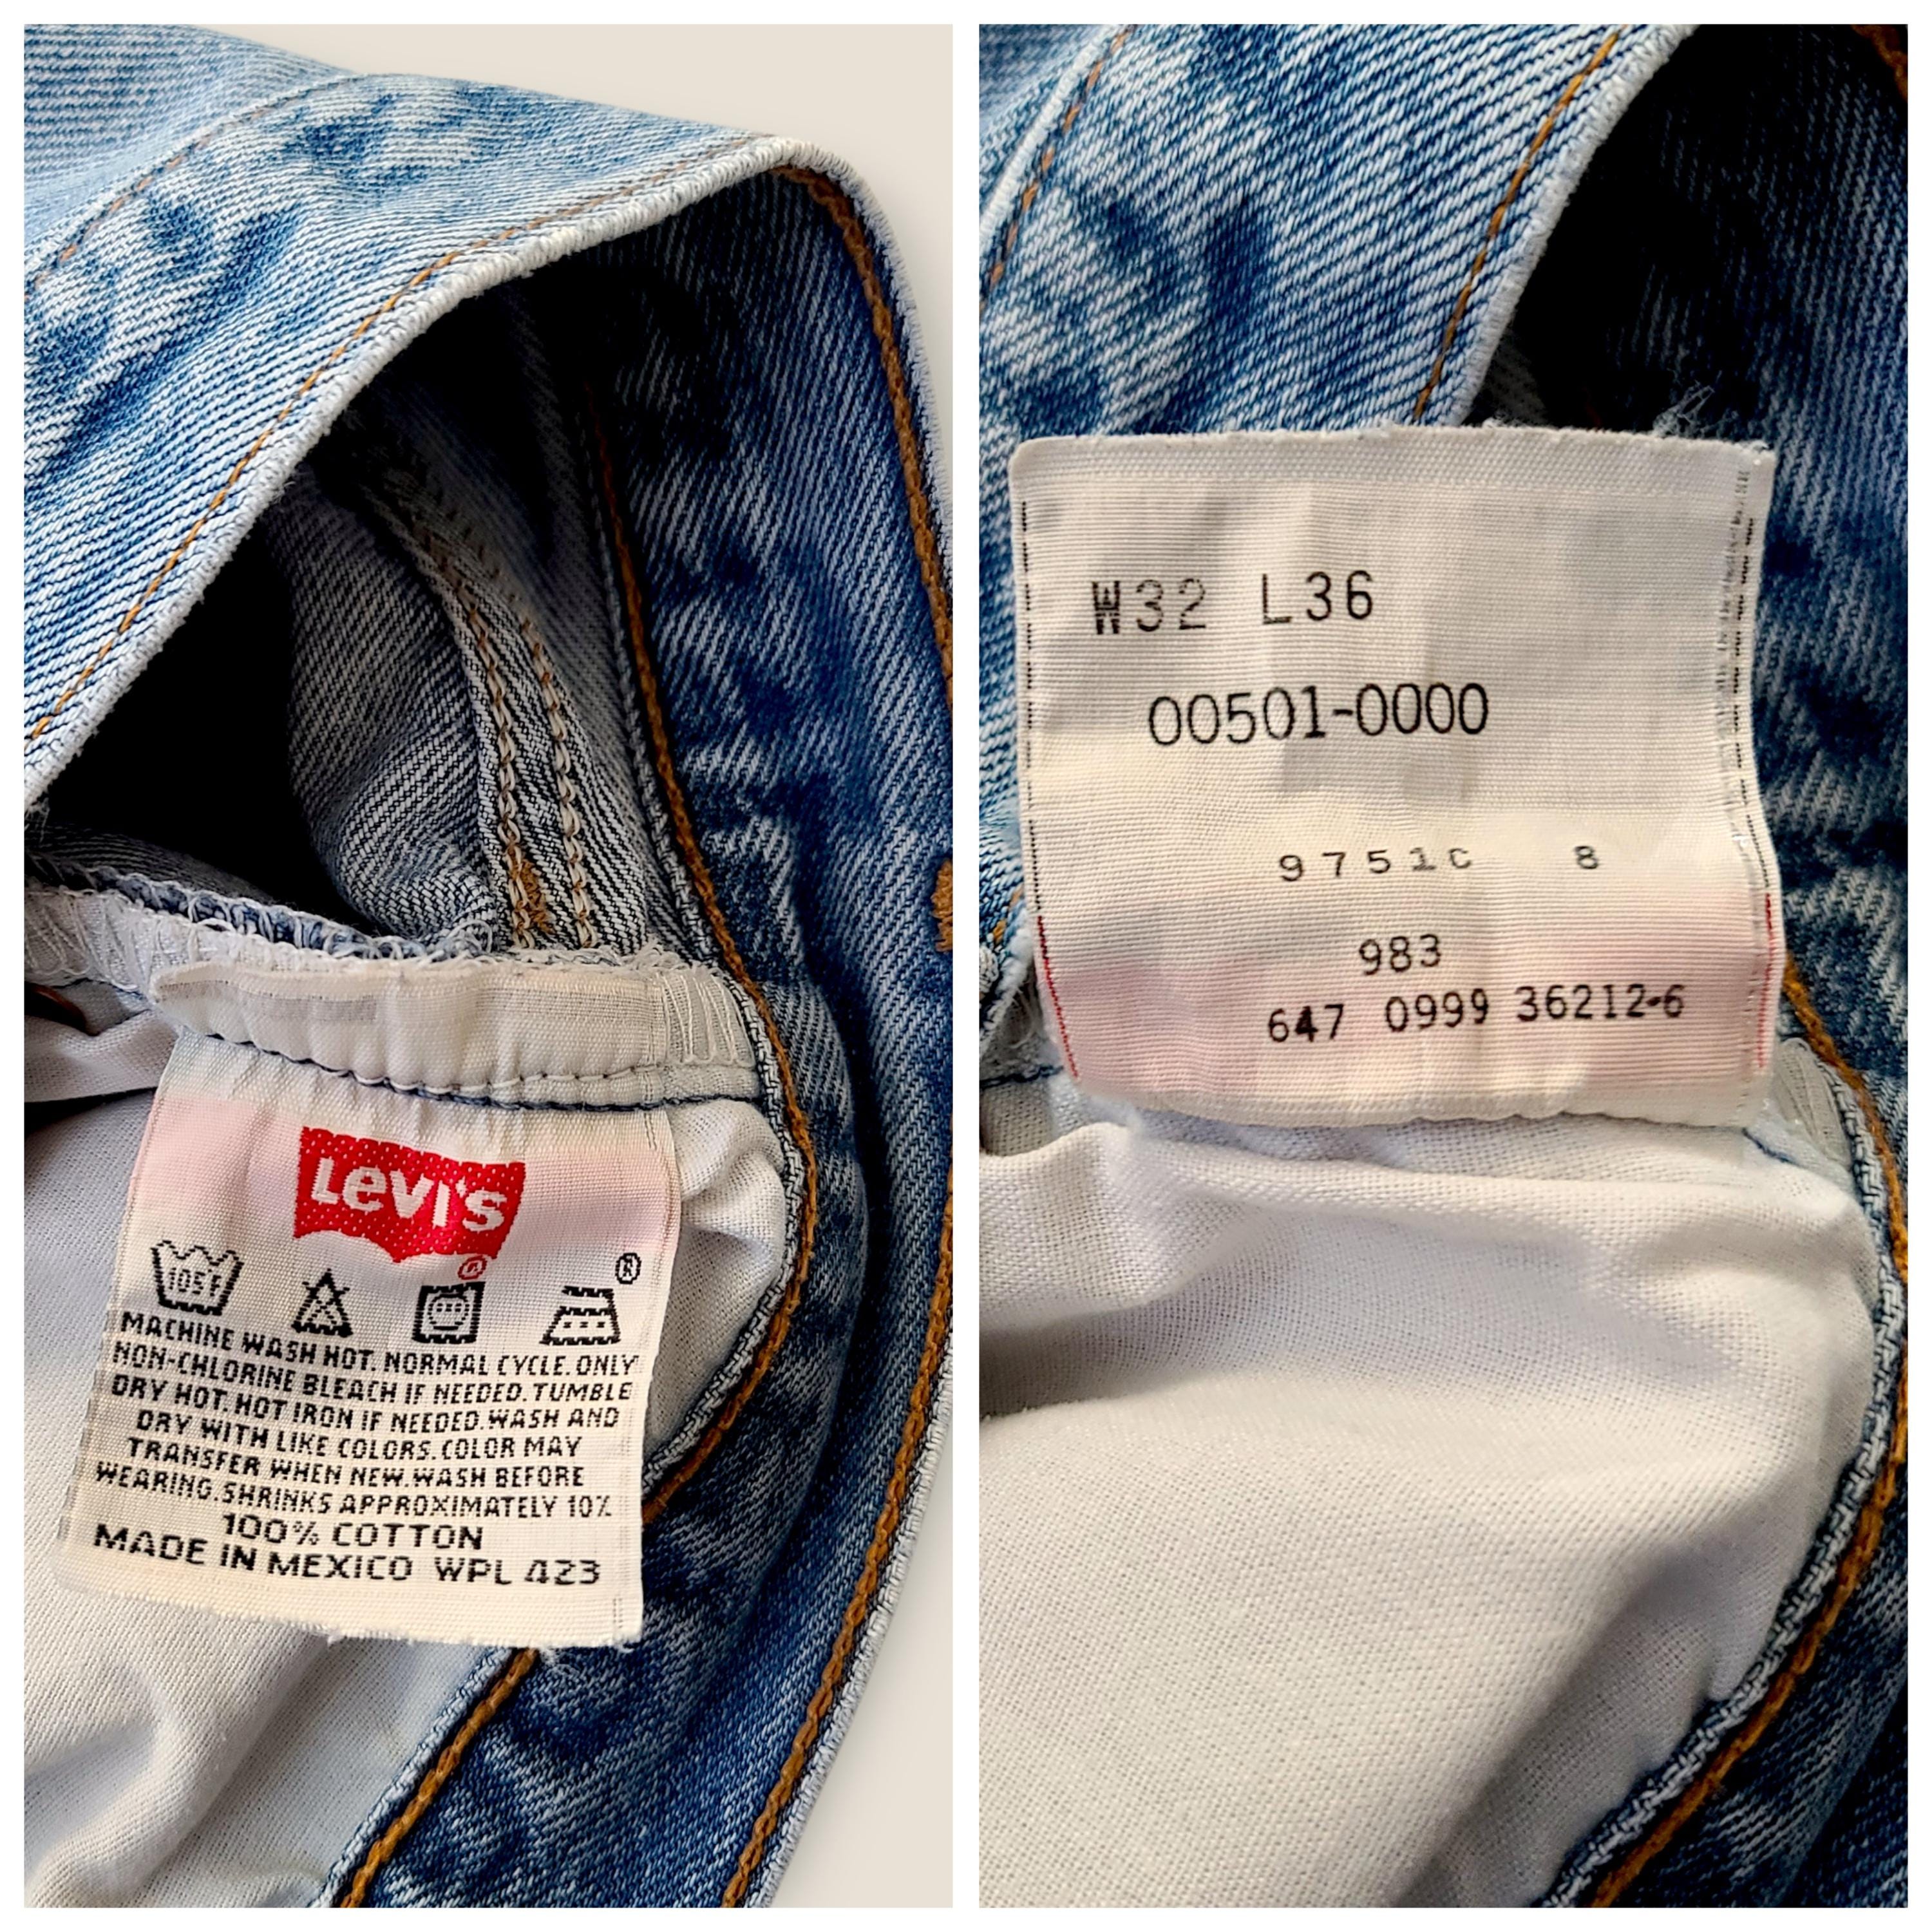 LEVI'S
®
105F
®
MACHINE WASH HOT. NORMAL CYCLE. ONLY
NON-CHLORINE BLEACH IF NEEDED. TUMBLE
DRY HOT. HOT IRON IF NEEDED. WASH AND
DRY WITH LIKE COLORS. COLOR MAY
TRANSFER WHEN NEW. WASH BEFORE
WEARING. SHRINKS APPROXIMATELY 10%
100% COTTON
MADE IN MEXICO WPL 423
W32 L36
00501-0000
9751C 8
983
647 0999 36212-6